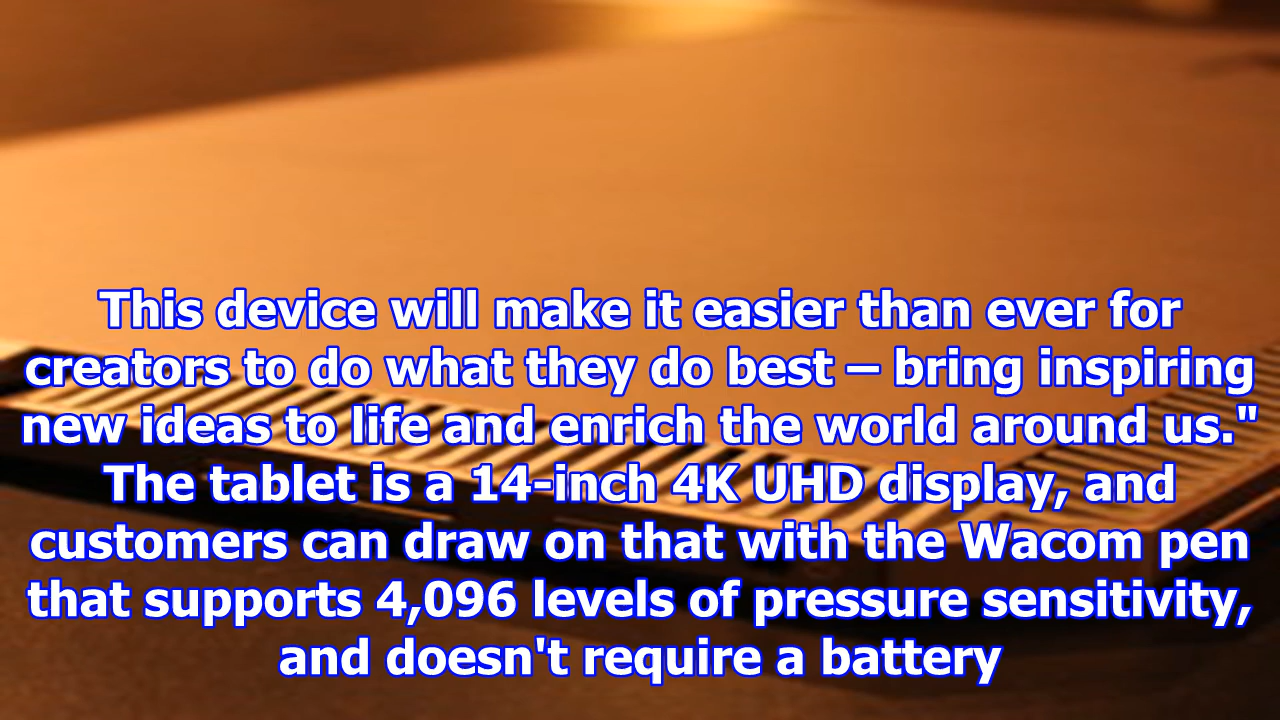 This device will make it easier than ever for
creators to do what they do best – bring inspiring
new ideas to life and enrich the world around us."
The tablet is a 14-inch 4K UHD display, and
customers can draw on that with the Wacom pen
that supports 4,096 levels of pressure sensitivity,
and doesn't require a battery